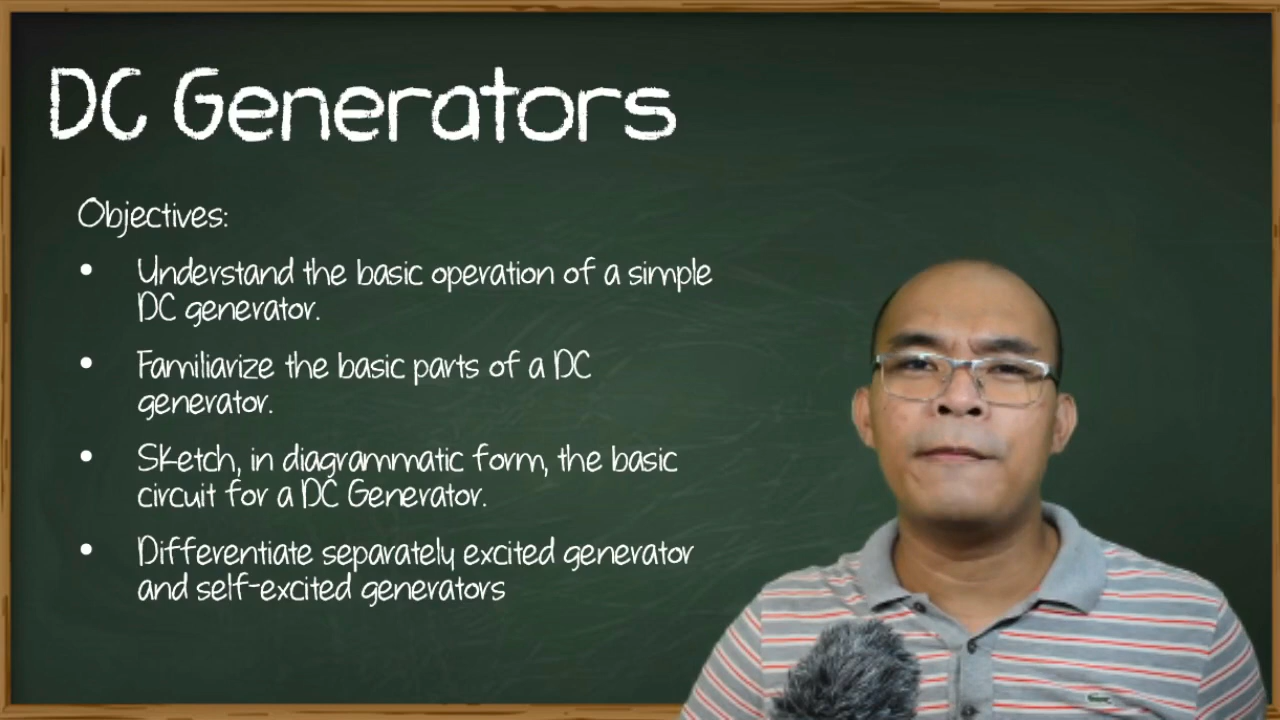 DC Generators
Objectives:
• Understand the basic operation of a simple
DC generator.
• Familiarize the basic parts of a DC
generator.
• Sketch, in diagrammatic form, the basic
circuit for a DC Generator.
• Differentiate separately excited generator
and self-excited generators